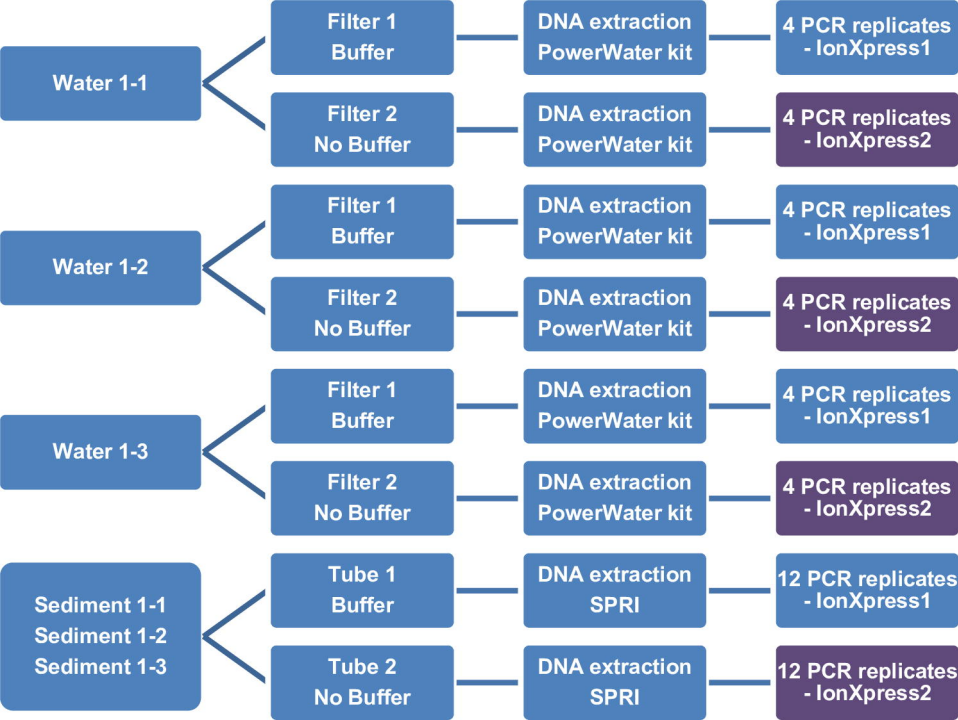 Water 1-1
Filter 1
Buffer
DNA extraction
PowerWater kit
4 PCR replicates
- IonXpress1
Filter 2
No Buffer
DNA extraction
PowerWater kit
4 PCR replicates
- IonXpress2
Water 1-2
Filter 1
Buffer
DNA extraction
PowerWater kit
4 PCR replicates
- IonXpress1
Filter 2
No Buffer
DNA extraction
PowerWater kit
4 PCR replicates
- IonXpress2
Water 1-3
Filter 1
Buffer
DNA extraction
PowerWater kit
4 PCR replicates
- IonXpress1
Filter 2
No Buffer
DNA extraction
PowerWater kit
4 PCR replicates
- IonXpress2
Sediment 1-1
Sediment 1-2
Sediment 1-3
Tube 1
Buffer
DNA extraction
SPRI
12 PCR replicates
- IonXpress1
Tube 2
No Buffer
DNA extraction
SPRI
12 PCR replicates
- IonXpress2